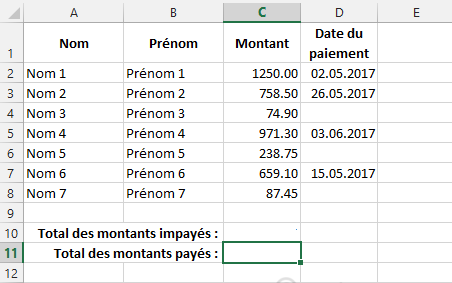 A B C D E
1 Nom Prénom Montant Date du
paiement
2 Nom 1 Prénom 1 1250.00 02.05.2017
3 Nom 2 Prénom 2 758.50 26.05.2017
4 Nom 3 Prénom 3 74.90
5 Nom 4 Prénom 4 971.30 03.06.2017
6 Nom 5 Prénom 5 238.75
7 Nom 6 Prénom 6 659.10 15.05.2017
8 Nom 7 Prénom 7 87.45
9
10 Total des montants impayés :
11 Total des montants payés :
12